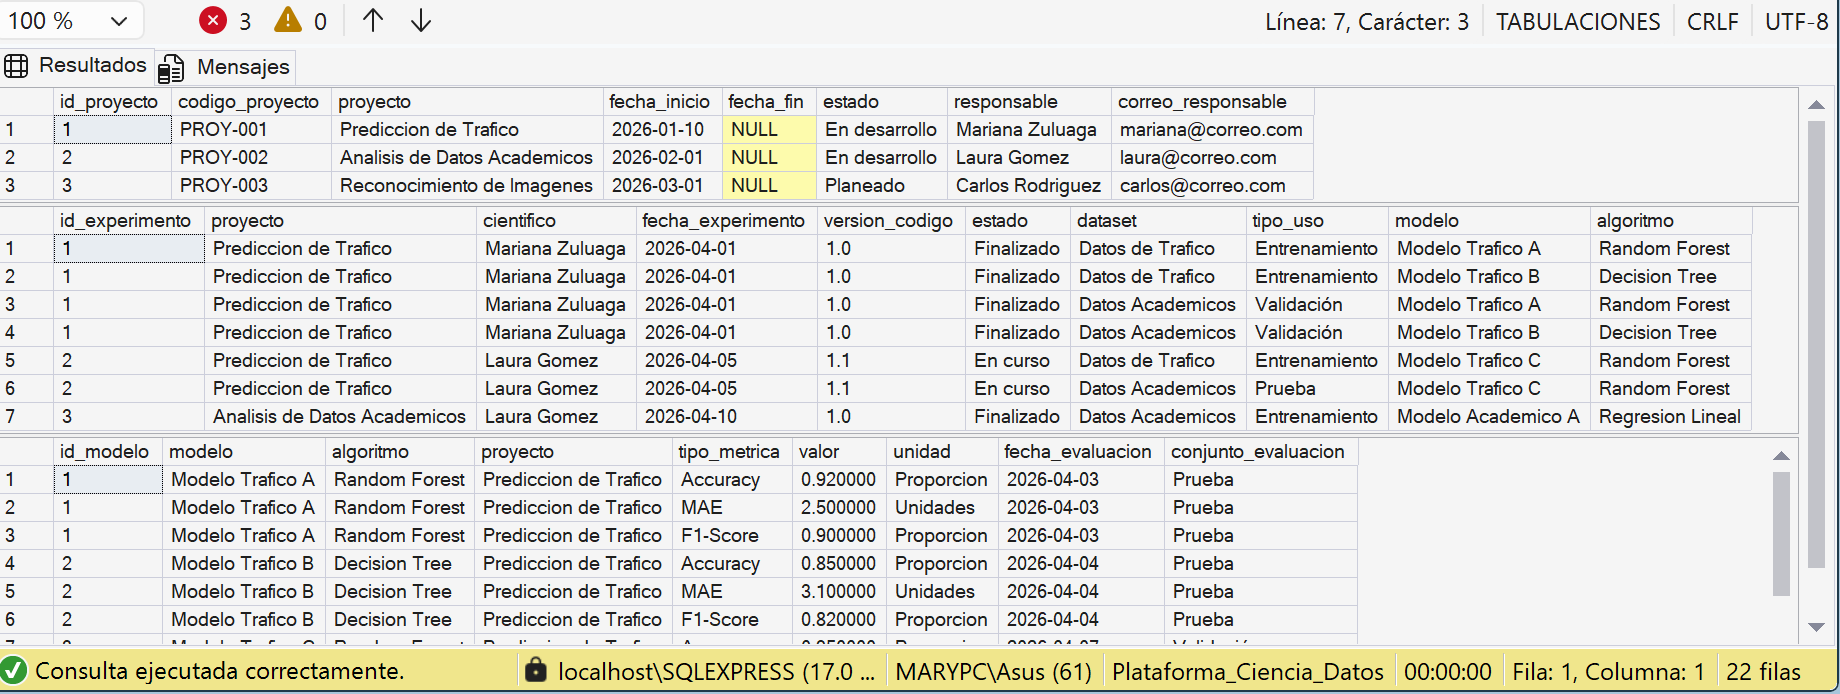 100 % 3 0 Línea: 7, Carácter: 3 TABULACIONES CRLF UTF-8
Resultados Mensajes
id_proyecto codigo_proyecto proyecto fecha_inicio fecha_fin estado responsable correo_responsable
1 1 PROY-001 Prediccion de Trafico 2026-01-10 NULL En desarrollo Mariana Zuluaga mariana@correo.com
2 2 PROY-002 Analisis de Datos Academicos 2026-02-01 NULL En desarrollo Laura Gomez laura@correo.com
3 3 PROY-003 Reconocimiento de Imagenes 2026-03-01 NULL Planeado Carlos Rodriguez carlos@correo.com
id_experimento proyecto cientifico fecha_experimento version_codigo estado dataset tipo_uso modelo algoritmo
1 1 Prediccion de Trafico Mariana Zuluaga 2026-04-01 1.0 Finalizado Datos de Trafico Entrenamiento Modelo Trafico A Random Forest
2 1 Prediccion de Trafico Mariana Zuluaga 2026-04-01 1.0 Finalizado Datos de Trafico Entrenamiento Modelo Trafico B Decision Tree
3 1 Prediccion de Trafico Mariana Zuluaga 2026-04-01 1.0 Finalizado Datos Academicos Validación Modelo Trafico A Random Forest
4 1 Prediccion de Trafico Mariana Zuluaga 2026-04-01 1.0 Finalizado Datos Academicos Validación Modelo Trafico B Decision Tree
5 2 Prediccion de Trafico Laura Gomez 2026-04-05 1.1 En curso Datos de Trafico Entrenamiento Modelo Trafico C Random Forest
6 2 Prediccion de Trafico Laura Gomez 2026-04-05 1.1 En curso Datos Academicos Prueba Modelo Trafico C Random Forest
7 3 Analisis de Datos Academicos Laura Gomez 2026-04-10 1.0 Finalizado Datos Academicos Entrenamiento Modelo Academico A Regresion Lineal
id_modelo modelo algoritmo proyecto tipo_metrica valor unidad fecha_evaluacion conjunto_evaluacion
1 1 Modelo Trafico A Random Forest Prediccion de Trafico Accuracy 0.920000 Proporcion 2026-04-03 Prueba
2 1 Modelo Trafico A Random Forest Prediccion de Trafico MAE 2.500000 Unidades 2026-04-03 Prueba
3 1 Modelo Trafico A Random Forest Prediccion de Trafico F1-Score 0.900000 Proporcion 2026-04-03 Prueba
4 2 Modelo Trafico B Decision Tree Prediccion de Trafico Accuracy 0.850000 Proporcion 2026-04-04 Prueba
5 2 Modelo Trafico B Decision Tree Prediccion de Trafico MAE 3.100000 Unidades 2026-04-04 Prueba
6 2 Modelo Trafico B Decision Tree Prediccion de Trafico F1-Score 0.820000 Proporcion 2026-04-04 Prueba
Consulta ejecutada correctamente. localhost\SQLEXPRESS (17.0 ... MARYPC\Asus (61) Plataforma_Ciencia_Datos 00:00:00 Fila: 1, Columna: 1 22 filas